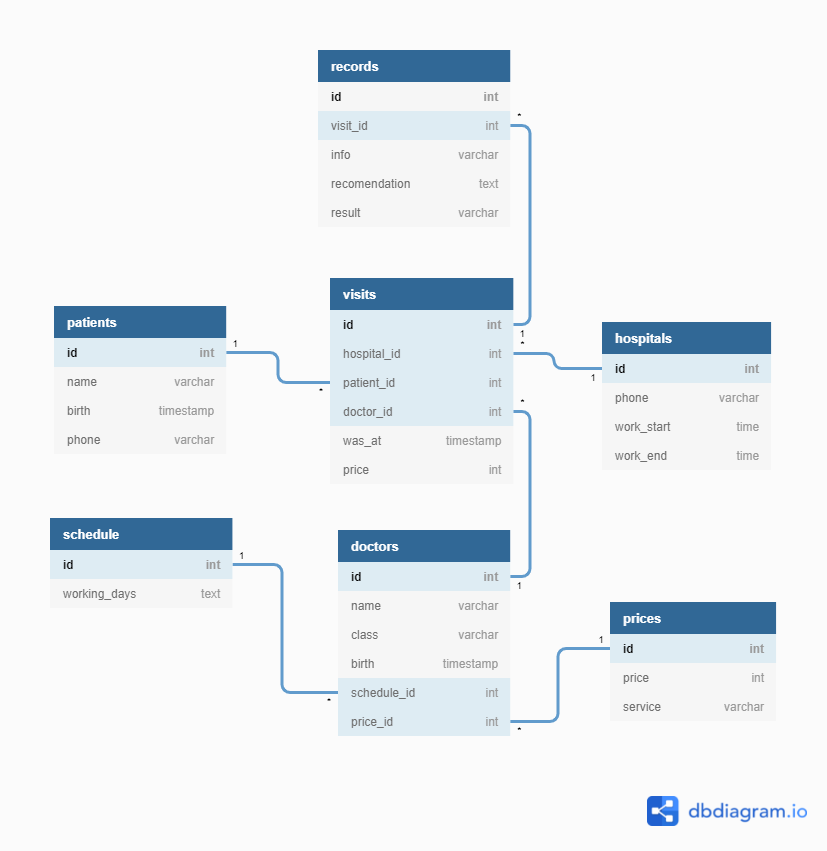 records
id int
*
visit_id int
info varchar
recomendation text
result varchar
visits
id int
1
*
hospital_id int
patient_id int
*
doctor_id int
*
was_at timestamp
price int
patients
id int
1
name varchar
birth timestamp
phone varchar
hospitals
id int
1
phone varchar
work_start time
work_end time
schedule
id int
1
working_days text
doctors
id int
1
name varchar
class varchar
birth timestamp
schedule_id int
*
price_id int
*
prices
id int
1
price int
service varchar
dbdiagram.io